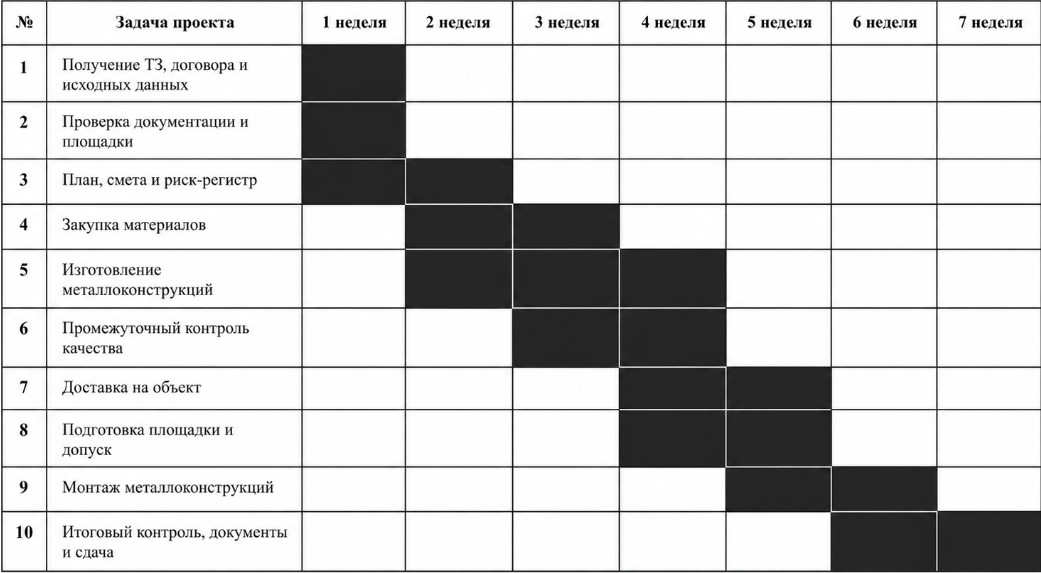 № Задача проекта 1 неделя 2 неделя 3 неделя 4 неделя 5 неделя 6 неделя 7 неделя
1 Получение ТЗ, договора и
исходных данных
2 Проверка документации и
площадки
3 План, смета и риск-регистр
4 Закупка материалов
5 Изготовление
металлоконструкций
6 Промежуточный контроль
качества
7 Доставка на объект
8 Подготовка площадки и
допуск
9 Монтаж металлоконструкций
10 Итоговый контроль, документы
и сдача